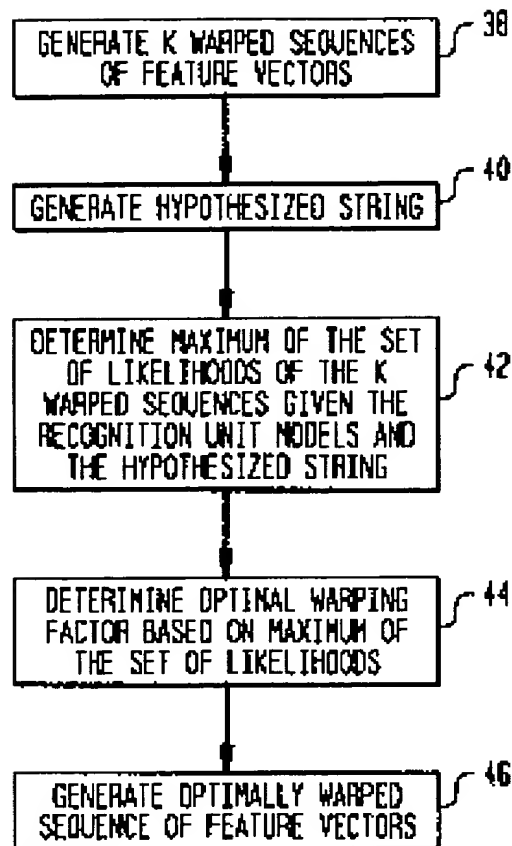 GENERATE K WARPED SEQUENCES
OF FEATURE VECTORS
38
GENERATE HYPOTHESIZED STRING
40
DETERMINE MAXIMUM OF THE SET
OF LIKELIHOODS OF THE K
WARPED SEQUENCES GIVEN THE
RECOGNITION UNIT MODELS AND
THE HYPOTHESIZED STRING
42
DETERIMINE OPTIMAL WARPING
FACTOR BASED ON MAXIMUM OF
THE SET OF LIKELIHOODS
44
GENERATE OPTIMALLY WARPED
SEQUENCE OF FEATURE VECTORS
46